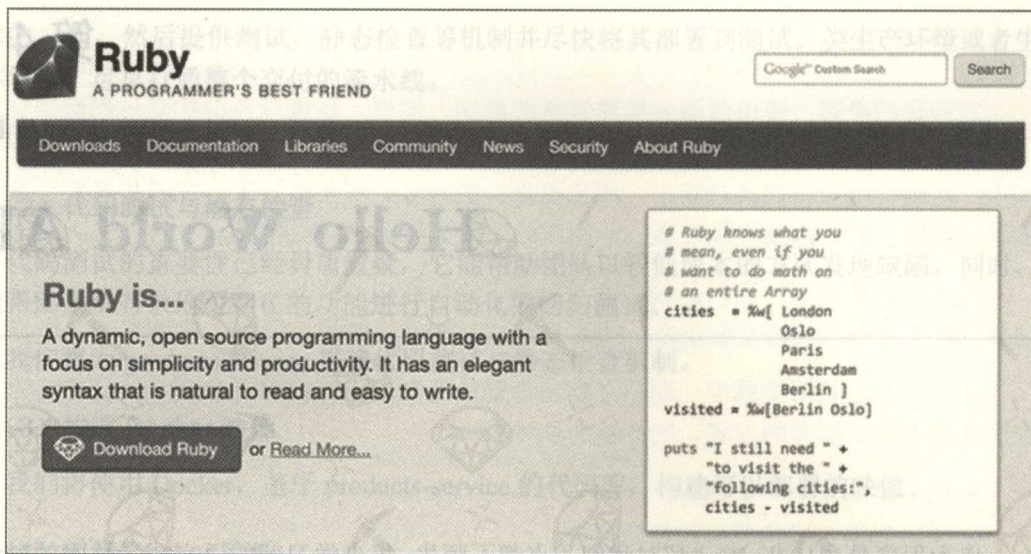 Ruby
A PROGRAMMER'S BEST FRIEND
Google™ Custom Search
Search
Downloads Documentation Libraries Community News Security About Ruby
Ruby is...
A dynamic, open source programming language with a
focus on simplicity and productivity. It has an elegant
syntax that is natural to read and easy to write.
Download Ruby or Read More...
# Ruby knows what you
# mean, even if you
# want to do math on
# an entire Array
cities = %w[ London
Oslo
Paris
Amsterdam
Berlin ]
visited = %w[Berlin Oslo]
puts "I still need " +
"to visit the " +
"following cities:",
cities - visited